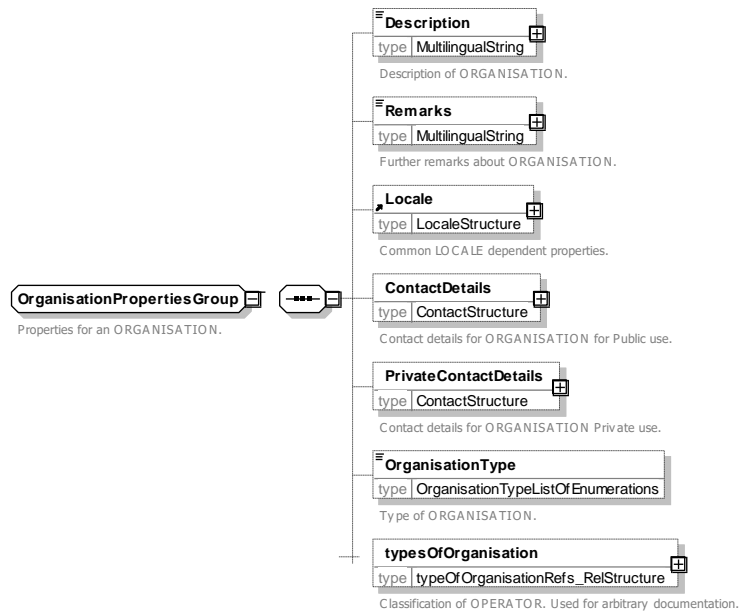 Description
type MultilingualString
Description of ORGANISATION.
Remarks
type MultilingualString
Further remarks about ORGANISATION.
Locale
type LocaleStructure
Common LOCALE dependent properties.
OrganisationPropertiesGroup
Properties for an ORGANISATION.
ContactDetails
type ContactStructure
Contact details for ORGANISATION for Public use.
PrivateContactDetails
type ContactStructure
Contact details for ORGANISATION Private use.
OrganisationType
type OrganisationTypeListOfEnumerations
Type of ORGANISATION.
typesOfOrganisation
type typeOfOrganisationRefs_RelStructure
Classification of OPERATOR. Used for arbitrary documentation.